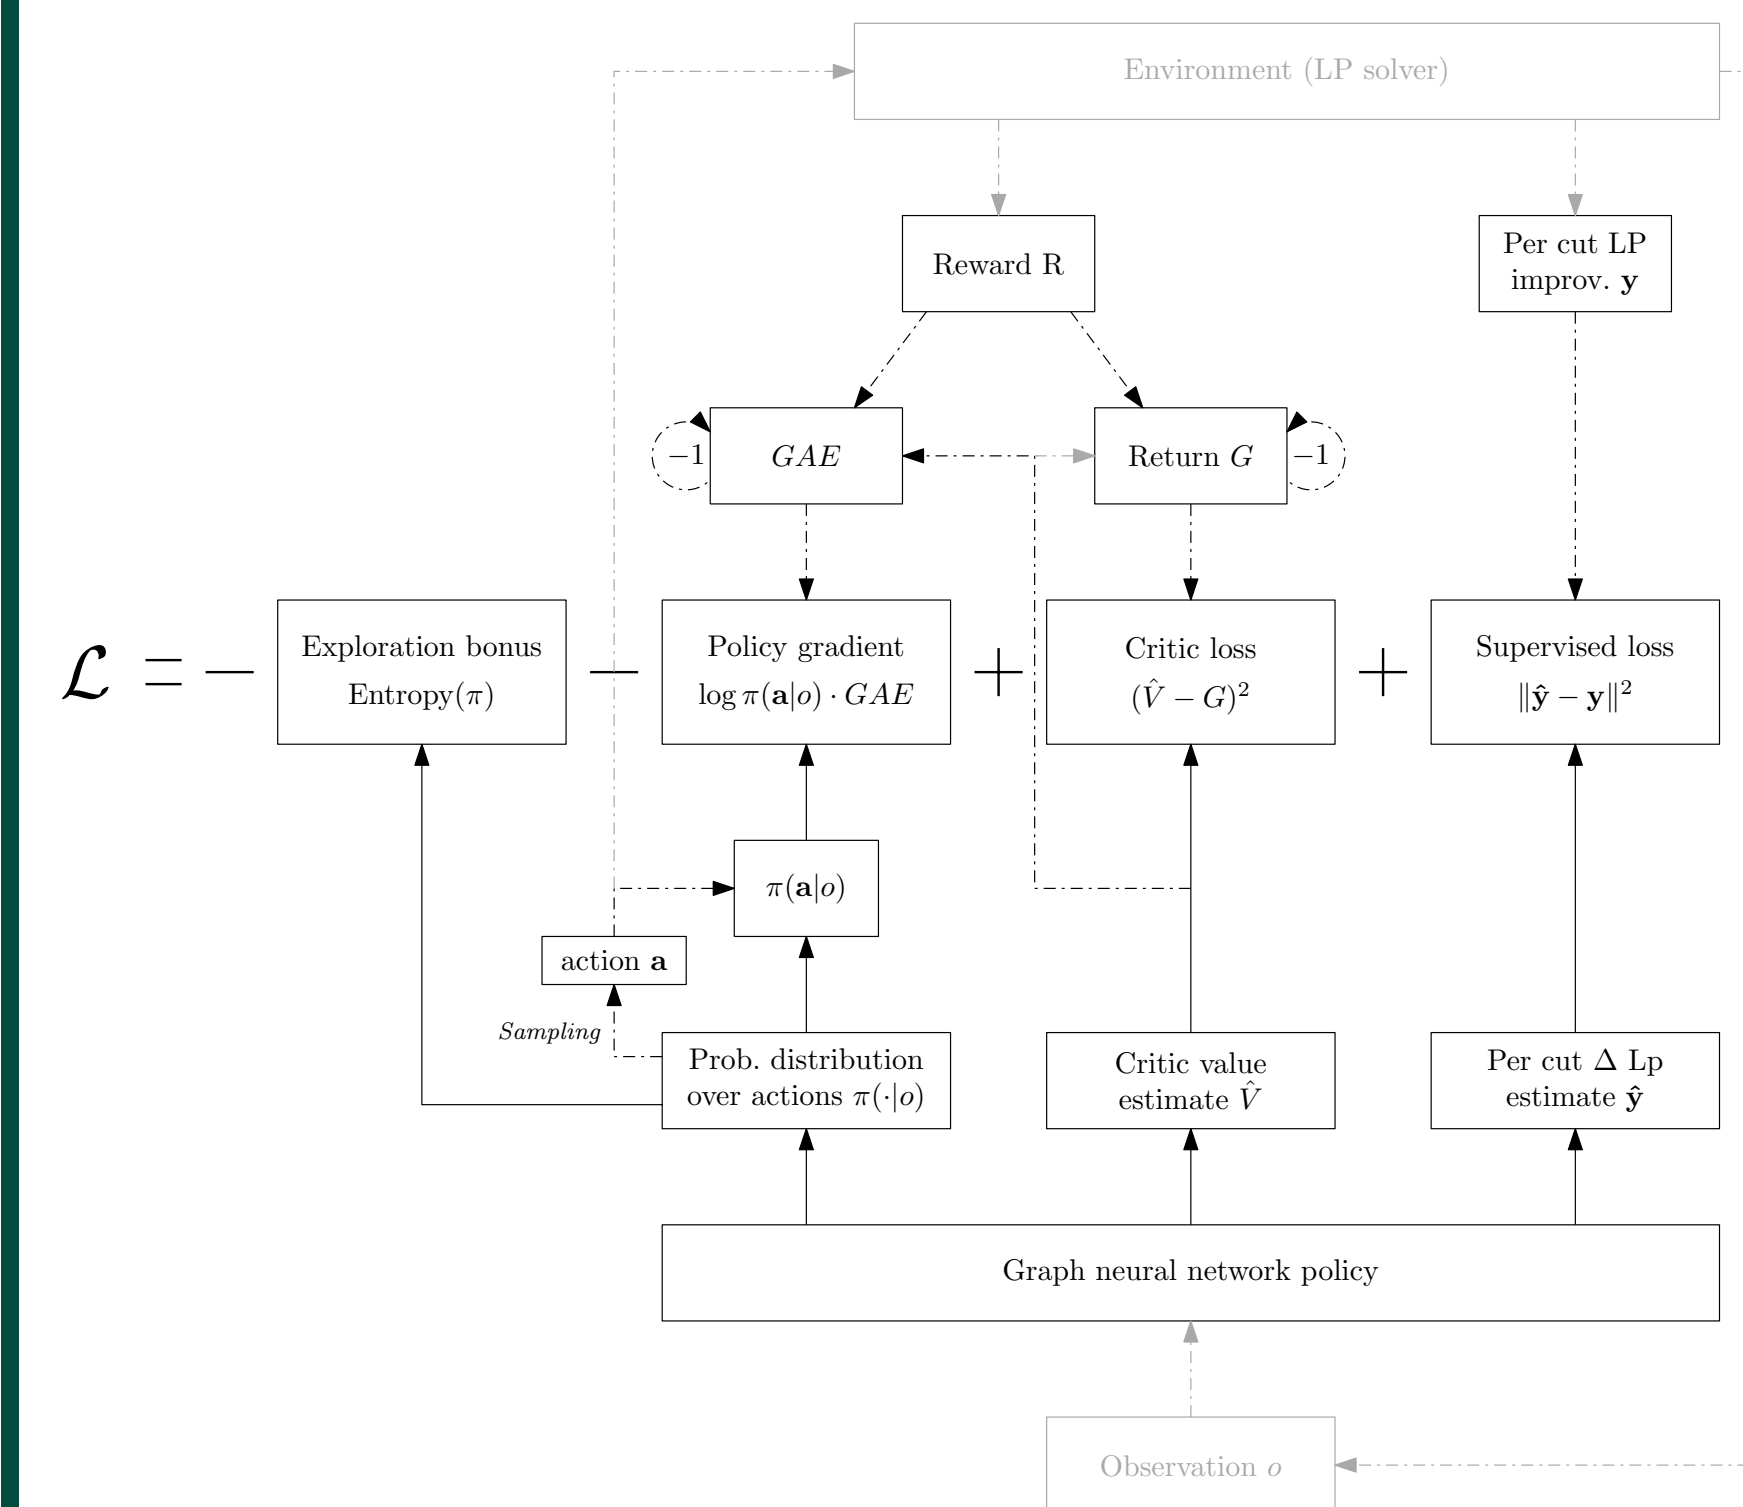 Environment (LP solver)
Reward R
Per cut LP
improv. y
−1
GAE
Return G
−1
ℒ = −
Exploration bonus
Entropy(π)
−
Policy gradient
log π(a|o) · GAE
+
Critic loss
(V̂ − G)²
+
Supervised loss
‖ŷ − y‖²
π(a|o)
action a
Sampling
Prob. distribution
over actions π(·|o)
Critic value
estimate V̂
Per cut Δ Lp
estimate ŷ
Graph neural network policy
Observation o